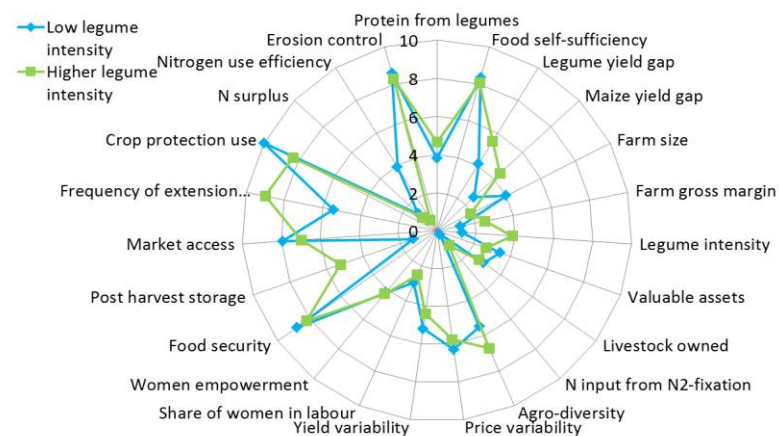 Low legume
intensity
Higher legume
intensity
Protein from legumes
Food self-sufficiency
Legume yield gap
Maize yield gap
Farm size
Farm gross margin
Legume intensity
Valuable assets
Livestock owned
N input from N2-fixation
Agro-diversity
Price variability
Yield variability
Share of women in labour
Women empowerment
Food security
Post harvest storage
Market access
Frequency of extension...
Crop protection use
N surplus
Nitrogen use efficiency
Erosion control
10
8
6
4
2
0